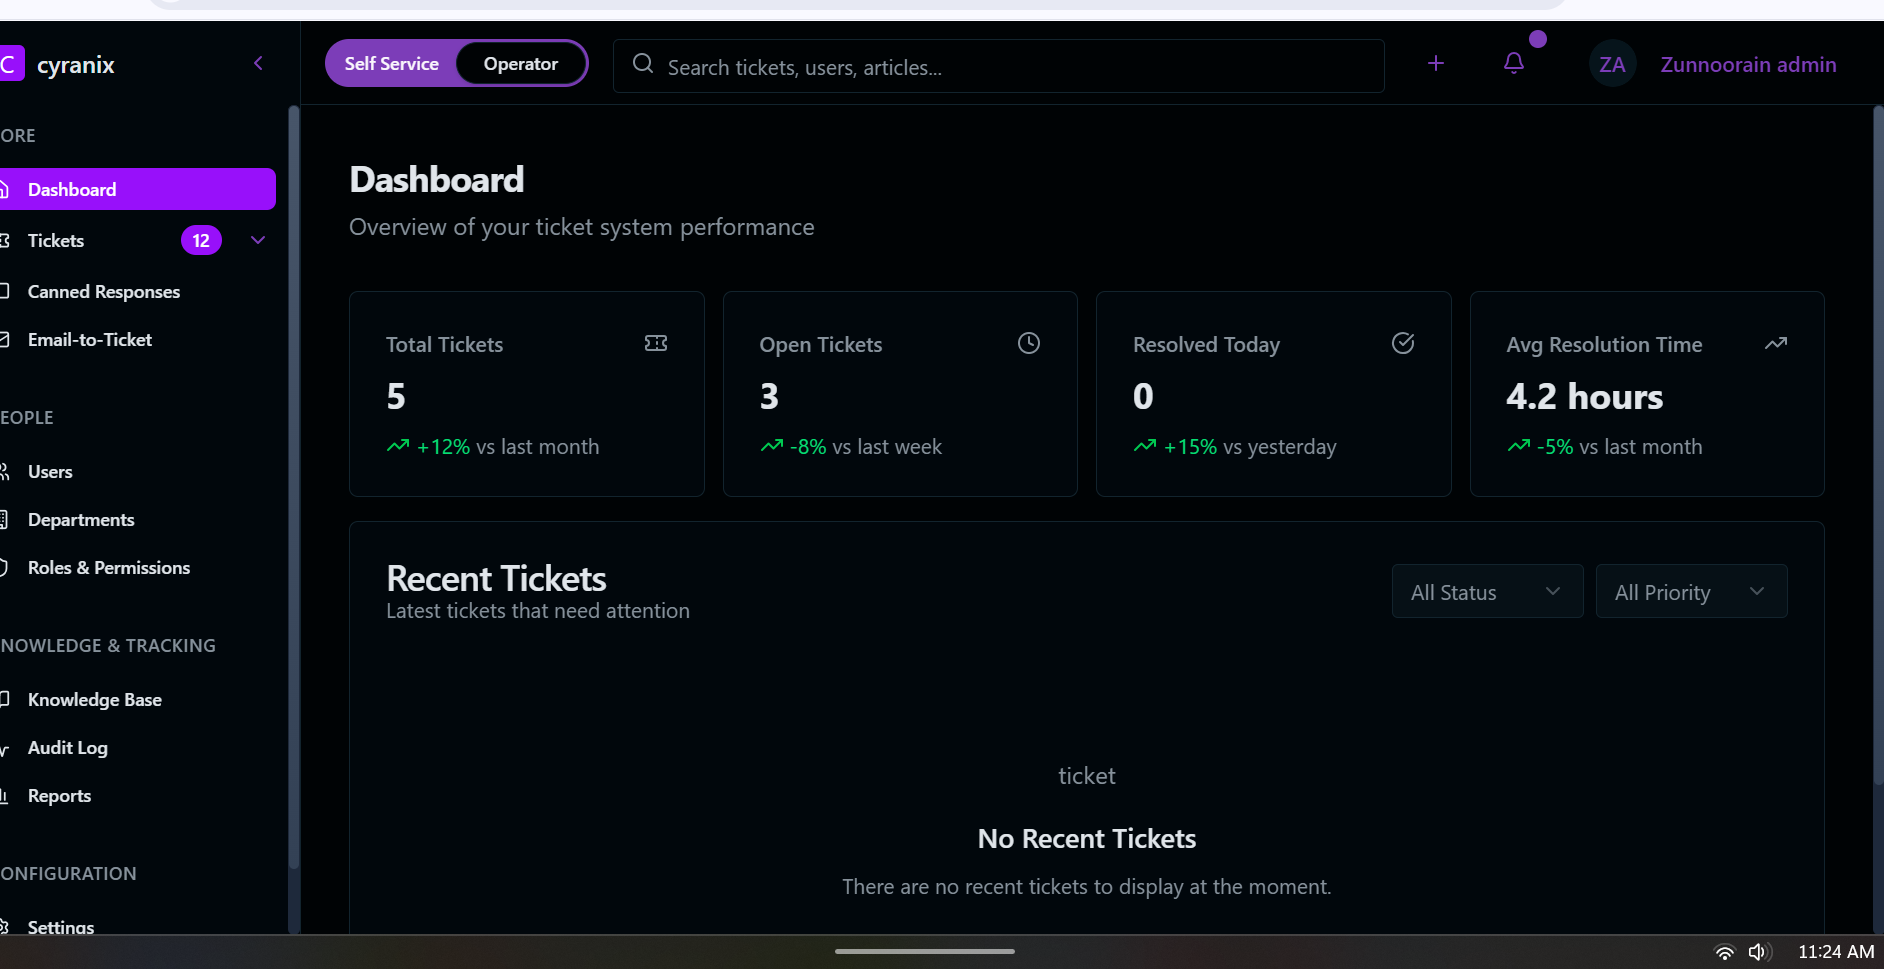 C cyranix
Self Service Operator
Search tickets, users, articles...
ZA Zunnoorain admin
ORE
Dashboard
Tickets 12
Canned Responses
Email-to-Ticket
EOPLE
Users
Departments
Roles & Permissions
NOWLEDGE & TRACKING
Knowledge Base
Audit Log
Reports
ONFIGURATION
Settings
Dashboard
Overview of your ticket system performance
Total Tickets
5
+12% vs last month
Open Tickets
3
-8% vs last week
Resolved Today
0
+15% vs yesterday
Avg Resolution Time
4.2 hours
-5% vs last month
Recent Tickets
Latest tickets that need attention
All Status
All Priority
ticket
No Recent Tickets
There are no recent tickets to display at the moment.
11:24 AM